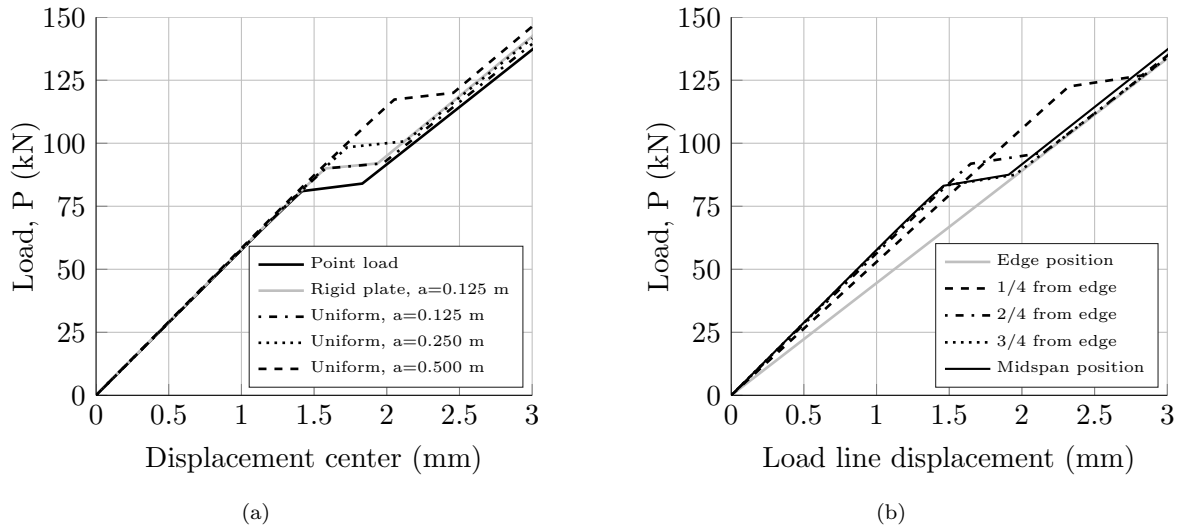 150
125
100
75
50
25
0
Load, P (kN)
Point load
Rigid plate, a=0.125 m
Uniform, a=0.125 m
Uniform, a=0.250 m
Uniform, a=0.500 m
0 0.5 1 1.5 2 2.5 3
Displacement center (mm)
(a)
150
125
100
75
50
25
0
Load, P (kN)
Edge position
1/4 from edge
2/4 from edge
3/4 from edge
Midspan position
0 0.5 1 1.5 2 2.5 3
Load line displacement (mm)
(b)